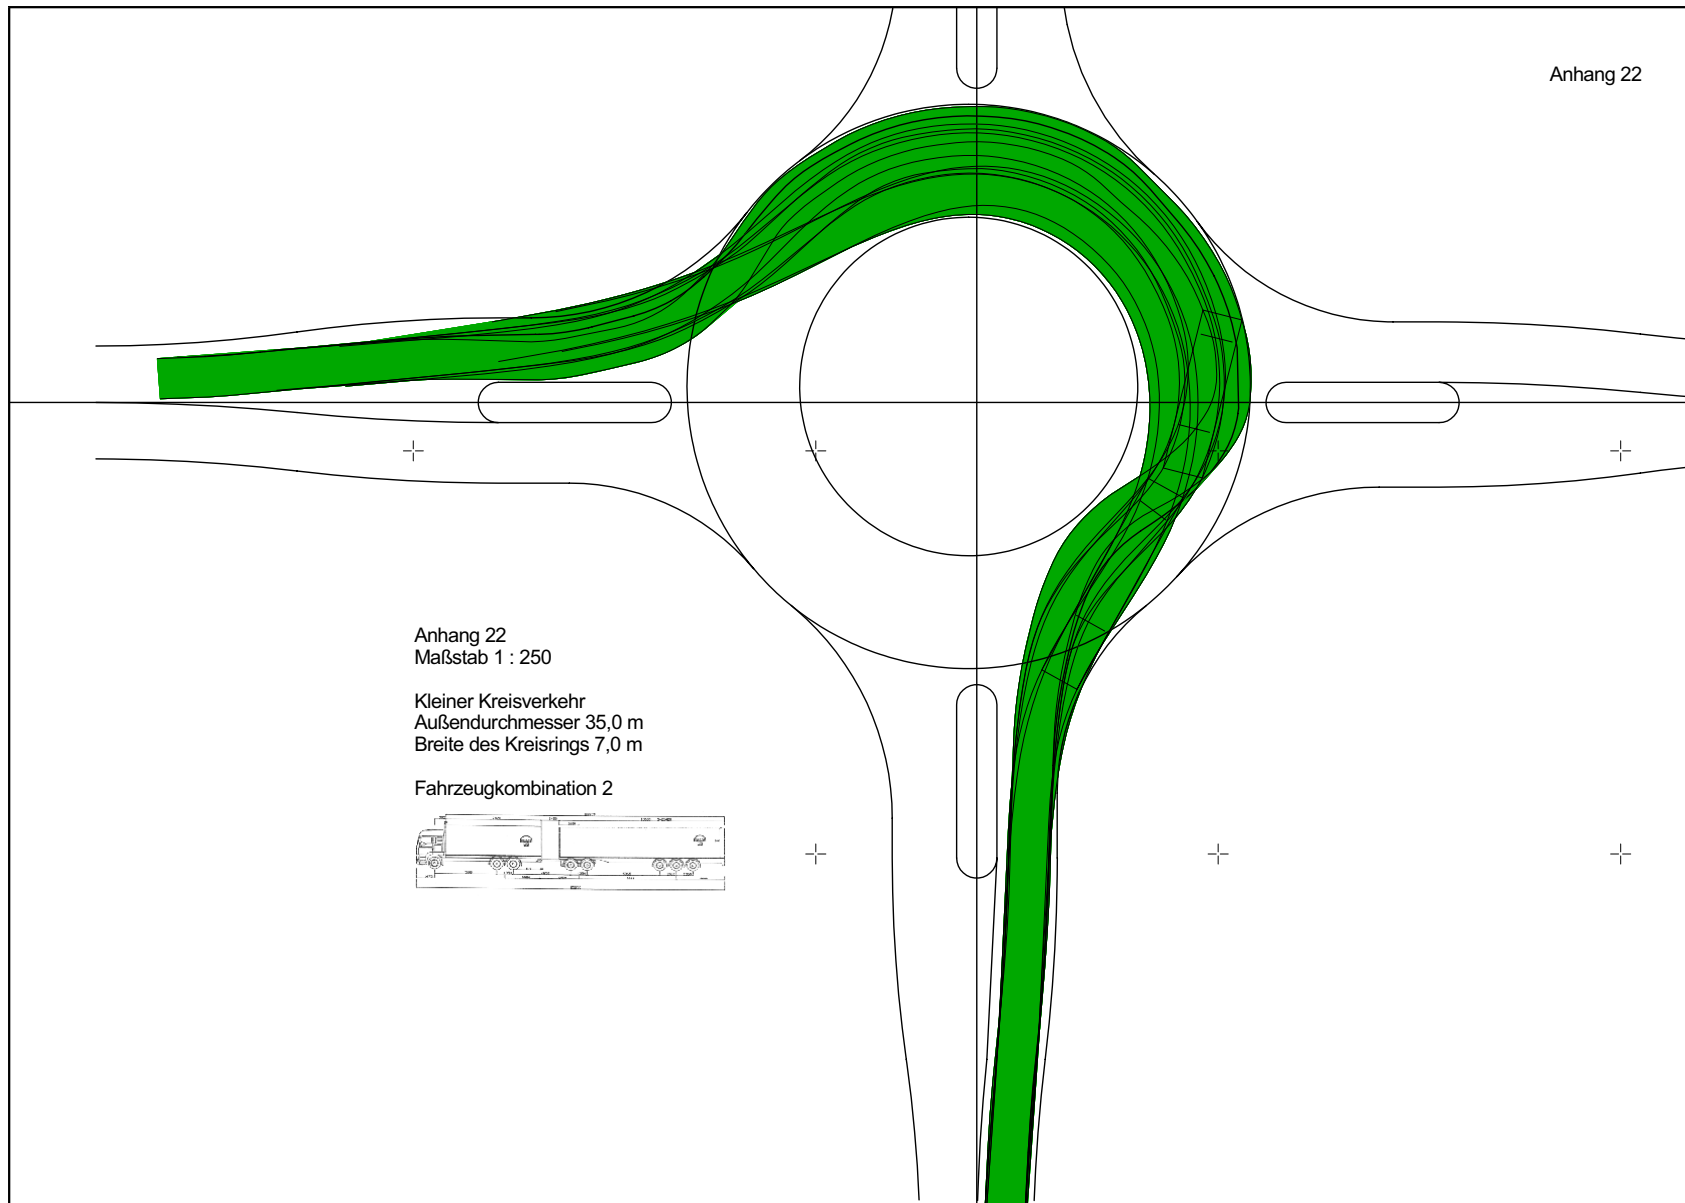 Anhang 22
Anhang 22
Maßstab 1 : 250
Kleiner Kreisverkehr
Außendurchmesser 35,0 m
Breite des Kreisrings 7,0 m
Fahrzeugkombination 2